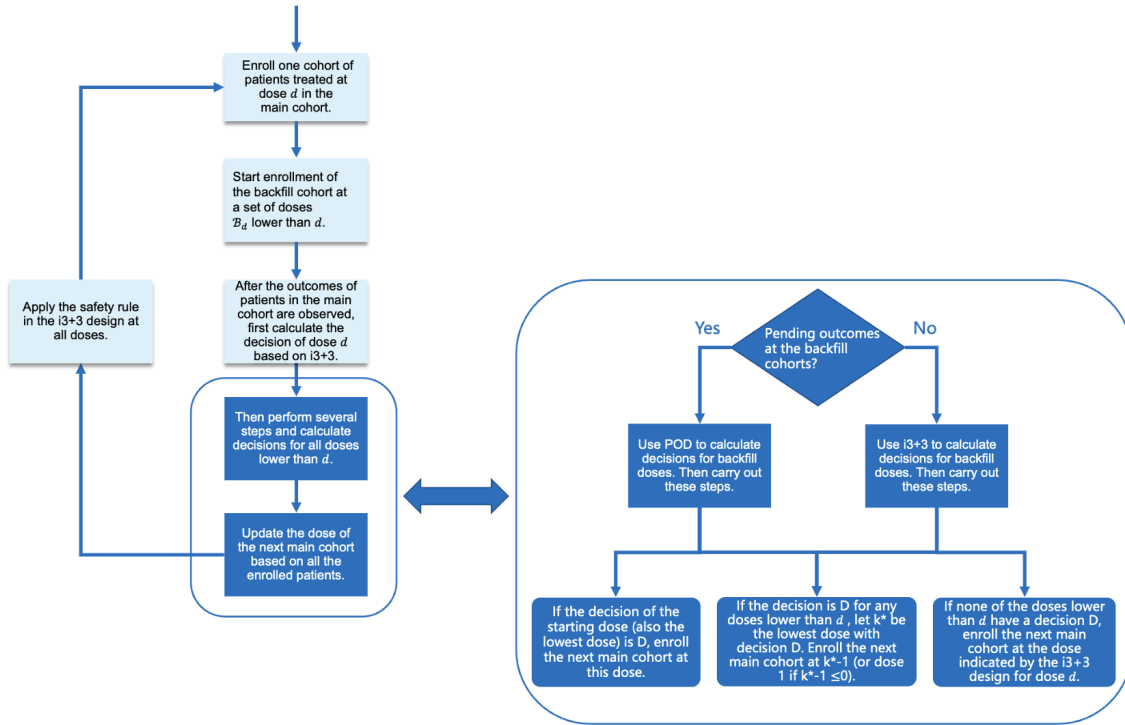 Enroll one cohort of
patients treated at
dose d in the
main cohort.
Start enrollment of
the backfill cohort at
a set of doses
ℬd lower than d.
After the outcomes of
patients in the main
cohort are observed,
first calculate the
decision of dose d
based on i3+3.
Apply the safety rule
in the i3+3 design at
all doses.
Then perform several
steps and calculate
decisions for all doses
lower than d.
Update the dose of
the next main cohort
based on all the
enrolled patients.
Pending outcomes
at the backfill
cohorts?
Yes
No
Use POD to calculate
decisions for backfill
doses. Then carry out
these steps.
Use i3+3 to calculate
decisions for backfill
doses. Then carry out
these steps.
If the decision of the
starting dose (also the
lowest dose) is D, enroll
the next main cohort at
this dose.
If the decision is D for any
doses lower than d , let k* be
the lowest dose with
decision D. Enroll the next
main cohort at k*-1 (or dose
1 if k*-1 ≤0).
If none of the doses lower
than d have a decision D,
enroll the next main
cohort at the dose
indicated by the i3+3
design for dose d.